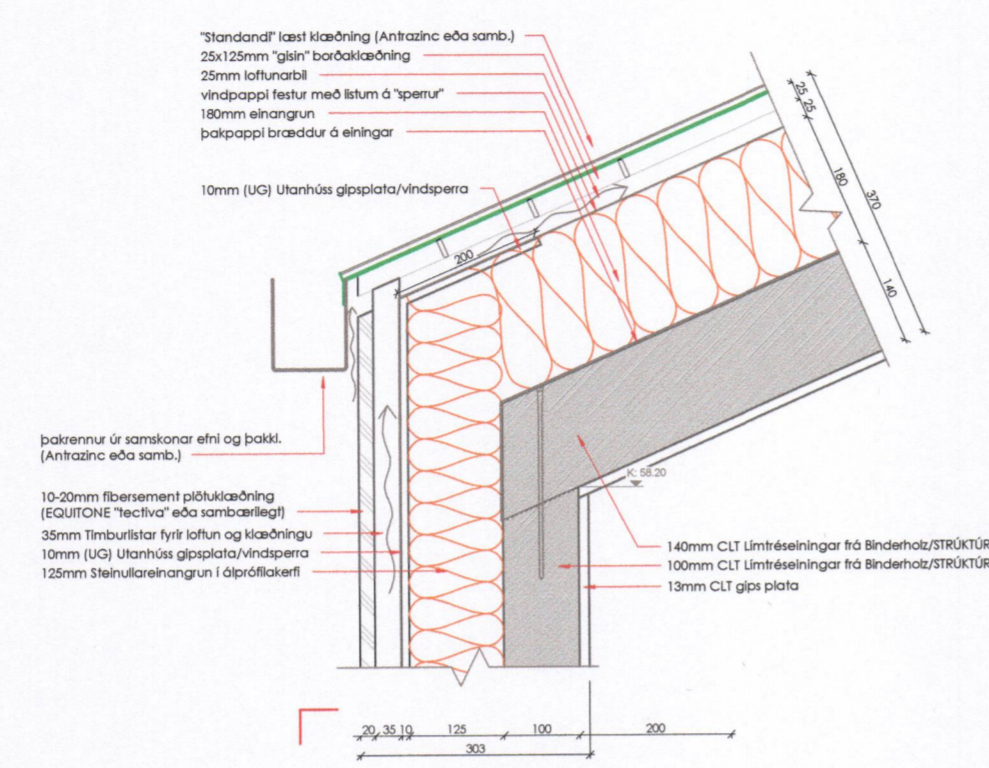 "Standandi" læst klæðning (Antrazinc eða samb.)
25x125mm "gisin" borðaklæðning
25mm loftunarbil
vindpappi festur með listum á "sperrur"
180mm einangrun
þakpappi bræddur á einingar
10mm (UG) Utanhúss gipsplata/vindsperra
200
25 25
180
370
140
þakrennur úr samskonar efni og þakkl.
(Antrazinc eða samb.)
K: 58.20
10-20mm fibersement plötuklæðning
(EQUITONE "tectiva" eða sambærilegt)
35mm Timburlistar fyrir loftun og klæðningu
10mm (UG) Utanhúss gipsplata/vindsperra
125mm Steinullareinangrun í álprófílakerfi
140mm CLT Límtréseiningar frá Binderholz/STRÚKTÚR
100mm CLT Límtréseiningar frá Binderholz/STRÚKTÚR
13mm CLT gips plata
20 35 10 125 100 200
303